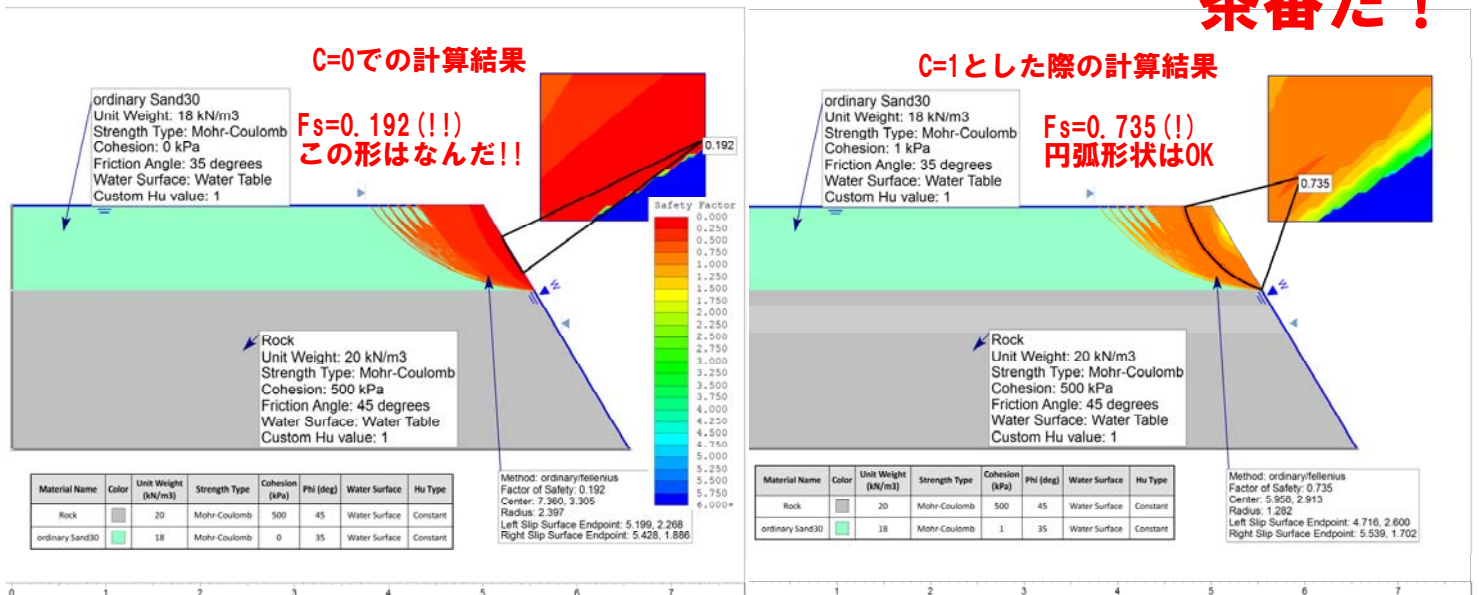 茶番だ！
C=0での計算結果
ordinary Sand30
Unit Weight: 18 kN/m3
Strength Type: Mohr-Coulomb
Cohesion: 0 kPa
Friction Angle: 35 degrees
Water Surface: Water Table
Custom Hu value: 1
Fs=0.192(!!)
この形はなんだ!!
0.192
Safety Factor
0.000
0.250
0.500
0.750
1.000
1.250
1.500
1.750
2.000
2.250
2.500
2.750
3.000
3.250
3.500
3.750
4.000
4.250
4.500
4.750
5.000
5.250
5.500
5.750
6.000+
W
Rock
Unit Weight: 20 kN/m3
Strength Type: Mohr-Coulomb
Cohesion: 500 kPa
Friction Angle: 45 degrees
Water Surface: Water Table
Custom Hu value: 1
Material Name Color Unit Weight (kN/m3) Strength Type Cohesion (kPa) Phi (deg) Water Surface Hu Type
Rock 20 Mohr-Coulomb 500 45 Water Surface Constant
ordinary Sand30 18 Mohr-Coulomb 0 35 Water Surface Constant
Method: ordinary/fellenius
Factor of Safety: 0.192
Center: 7.360, 3.305
Radius: 2.397
Left Slip Surface Endpoint: 5.199, 2.268
Right Slip Surface Endpoint: 5.428, 1.886
0 1 2 3 4 5 6 7
C=1とした際の計算結果
ordinary Sand30
Unit Weight: 18 kN/m3
Strength Type: Mohr-Coulomb
Cohesion: 1 kPa
Friction Angle: 35 degrees
Water Surface: Water Table
Custom Hu value: 1
Fs=0.735(!)
円弧形状はOK
0.735
W
Rock
Unit Weight: 20 kN/m3
Strength Type: Mohr-Coulomb
Cohesion: 500 kPa
Friction Angle: 45 degrees
Water Surface: Water Table
Custom Hu value: 1
Material Name Color Unit Weight (kN/m3) Strength Type Cohesion (kPa) Phi (deg) Water Surface Hu Type
Rock 20 Mohr-Coulomb 500 45 Water Surface Constant
ordinary Sand30 18 Mohr-Coulomb 1 35 Water Surface Constant
Method: ordinary/fellenius
Factor of Safety: 0.735
Center: 5.958, 2.913
Radius: 1.282
Left Slip Surface Endpoint: 4.716, 2.600
Right Slip Surface Endpoint: 5.539, 1.702
1 2 3 4 5 6 7